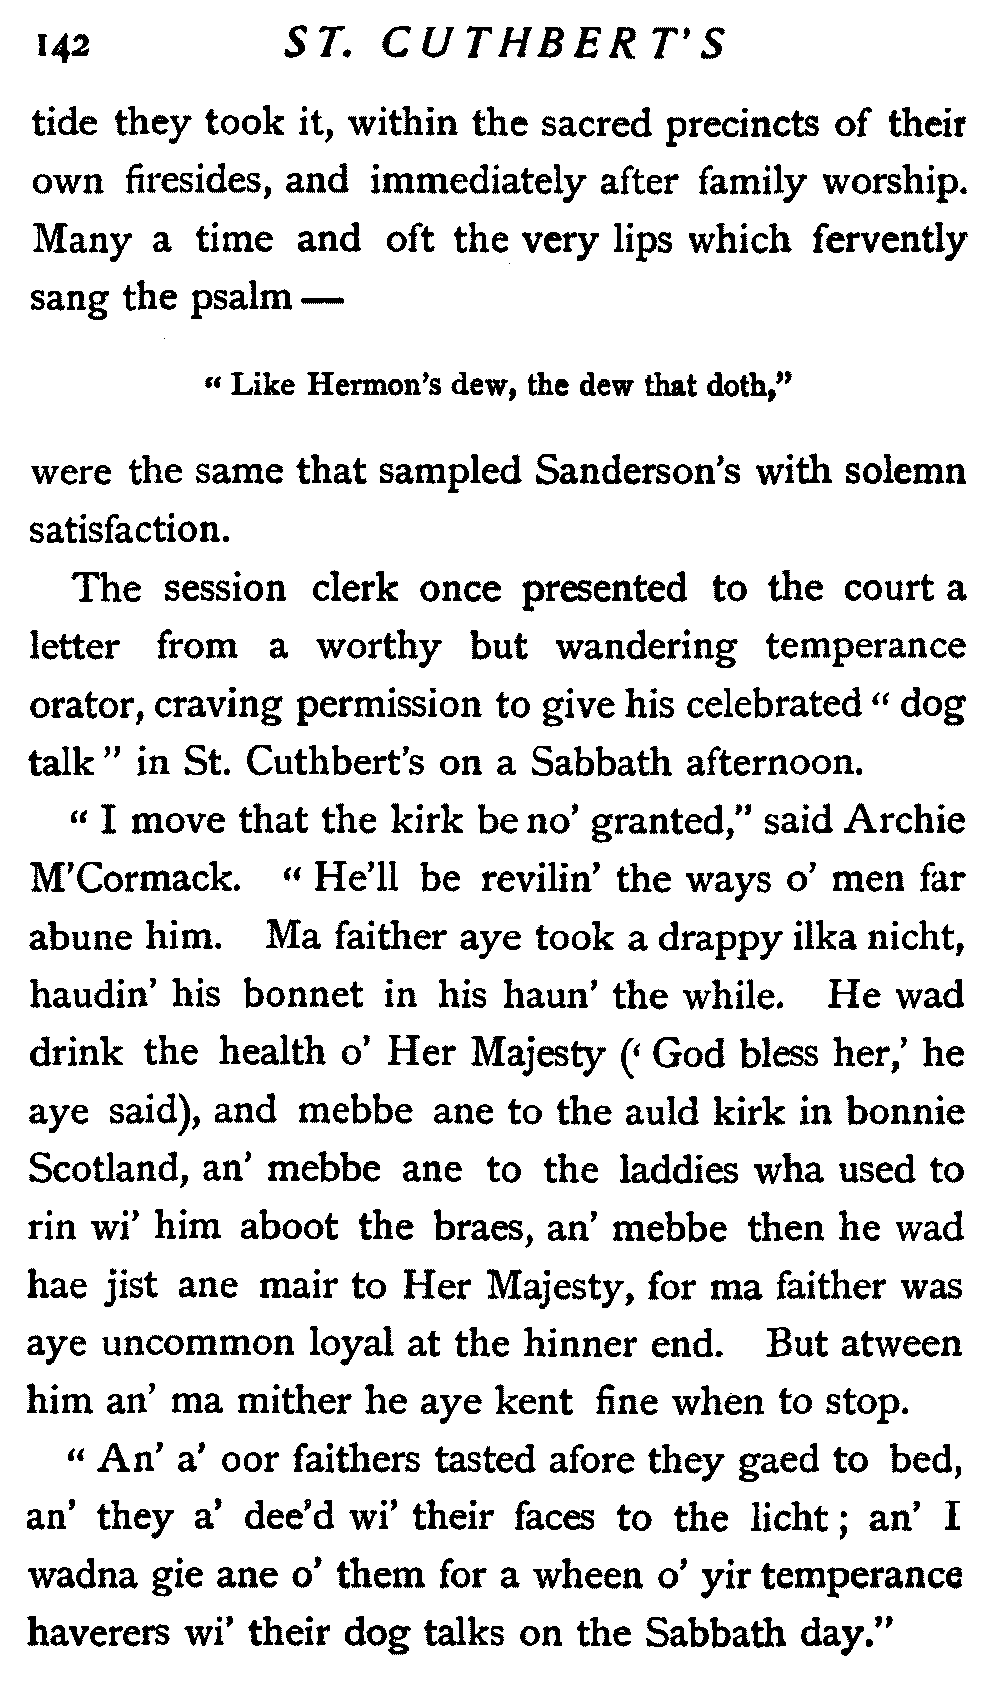 142 ST. CUTHBERT'S
tide they took it, within the sacred precincts of their
own firesides, and immediately after family worship.
Many a time and oft the very lips which fervently
sang the psalm—
“ Like Hermon's dew, the dew that doth,”
were the same that sampled Sanderson's with solemn
satisfaction.
The session clerk once presented to the court a
letter from a worthy but wandering temperance
orator, craving permission to give his celebrated “ dog
talk ” in St. Cuthbert's on a Sabbath afternoon.
“ I move that the kirk be no' granted,” said Archie
M'Cormack. “ He'll be revilin' the ways o' men far
abune him. Ma faither aye took a drappy ilka nicht,
haudin' his bonnet in his haun' the while. He wad
drink the health o' Her Majesty (‘ God bless her,’ he
aye said), and mebbe ane to the auld kirk in bonnie
Scotland, an' mebbe ane to the laddies wha used to
rin wi' him aboot the braes, an' mebbe then he wad
hae jist ane mair to Her Majesty, for ma faither was
aye uncommon loyal at the hinner end. But atween
him an' ma mither he aye kent fine when to stop.
“ An' a' oor faithers tasted afore they gaed to bed,
an' they a' dee'd wi' their faces to the licht ; an' I
wadna gie ane o' them for a wheen o' yir temperance
haverers wi' their dog talks on the Sabbath day.”